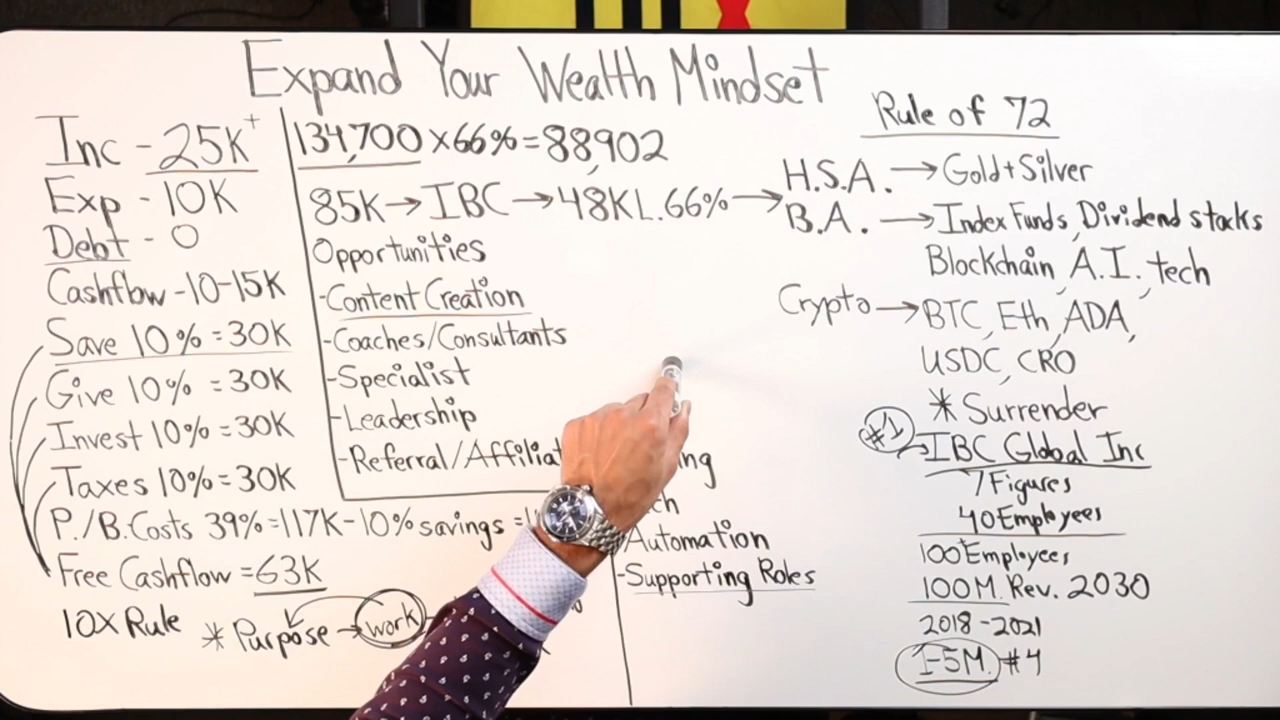 Expand Your Wealth Mindset
Inc - 25K+
Exp - 10K
Debt - 0
Cashflow - 10-15K
Save 10% = 30K
Give 10% = 30K
Invest 10% = 30K
Taxes 10% = 30K
P./B. Costs 39% = 117K - 10% savings =
Free Cashflow = 63K
10X Rule
* Purpose → work
134,700 x 66% = 88,902
85K → IBC → 48K L. 66% →
Opportunities
- Content Creation
- Coaches/Consultants
- Specialist
- Leadership
- Referral/
Automation
- Supporting Roles
Rule of 72
H.S.A. → Gold + Silver
B.A. → Index Funds, Dividend stocks
Blockchain, A.I., tech
Crypto → BTC, Eth, ADA,
USDC, CRO
* Surrender
#1 IBC Global Inc
7 Figures
40 Employees
100+ Employees
100M. Rev. 2030
2018-2021
1-5M. #4